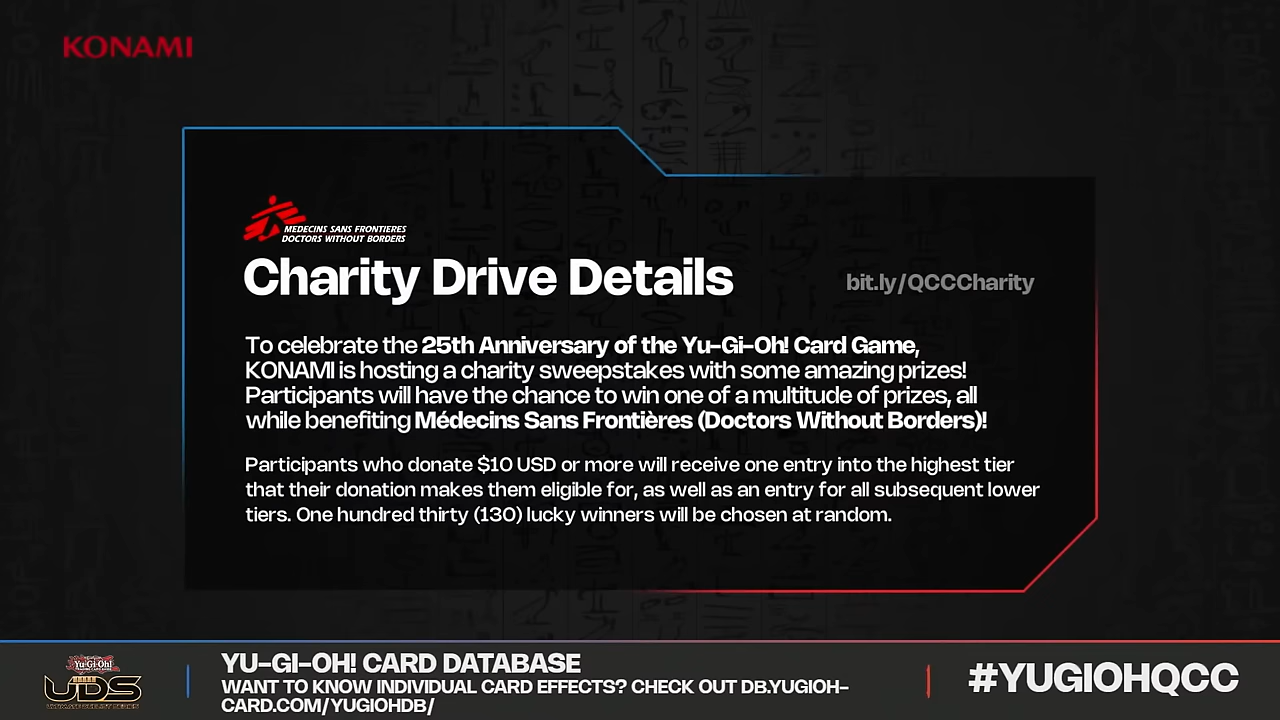 KONAMI
MEDECINS SANS FRONTIERES
DOCTORS WITHOUT BORDERS
Charity Drive Details
bit.ly/QCCCharity
To celebrate the 25th Anniversary of the Yu-Gi-Oh! Card Game,
KONAMI is hosting a charity sweepstakes with some amazing prizes!
Participants will have the chance to win one of a multitude of prizes, all
while benefiting Médecins Sans Frontières (Doctors Without Borders)!
Participants who donate $10 USD or more will receive one entry into the highest tier
that their donation makes them eligible for, as well as an entry for all subsequent lower
tiers. One hundred thirty (130) lucky winners will be chosen at random.
Yu-Gi-Oh!
TRADING CARD GAME
UDS
ULTIMATE DUELIST SERIES
YU-GI-OH! CARD DATABASE
WANT TO KNOW INDIVIDUAL CARD EFFECTS? CHECK OUT DB.YUGIOH-
CARD.COM/YUGIOHDB/
#YUGIOHQCC